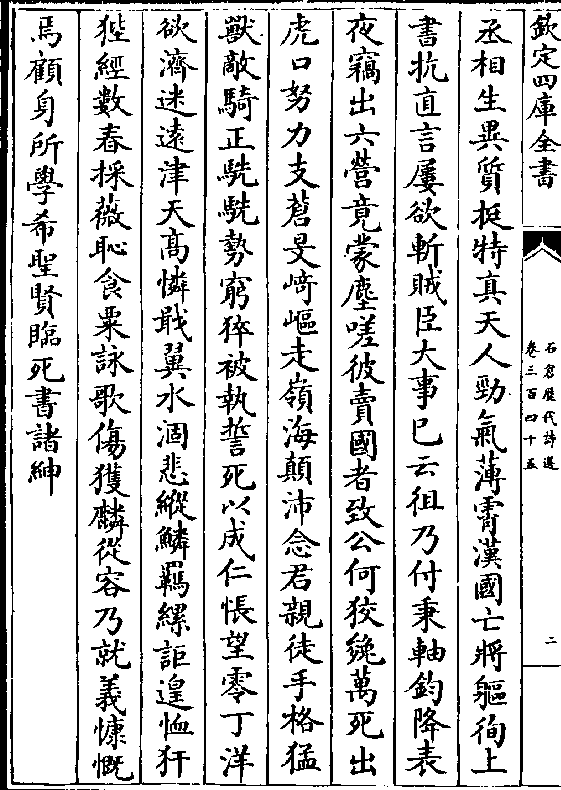 欽定四庫全書
石倉歷代詩選
卷三百四十五
二
丞相生異質挺特真天人勁氣薄霄漢國亡將軀徇上
書抗直言屢欲斬賊臣大事已云徂乃付秉軸鈞降表
夜竊出六營竟蒙塵嗟彼賣國者致公何狡㕙萬死出
虎口努力支蒼旻﨑嶇走嶺海顛沛念君親徒手格猛
獸敵騎正駪駪勢窮猝被執誓死以成仁悵望零丁洋
欲濟迷遠津天高憐戢翼水涸悲縱鱗羈縲詎遑恤犴
狴經數春採薇恥食粟詠歌傷獲麟從容乃就義慷慨
焉顧身所學希聖賢臨死書諸紳